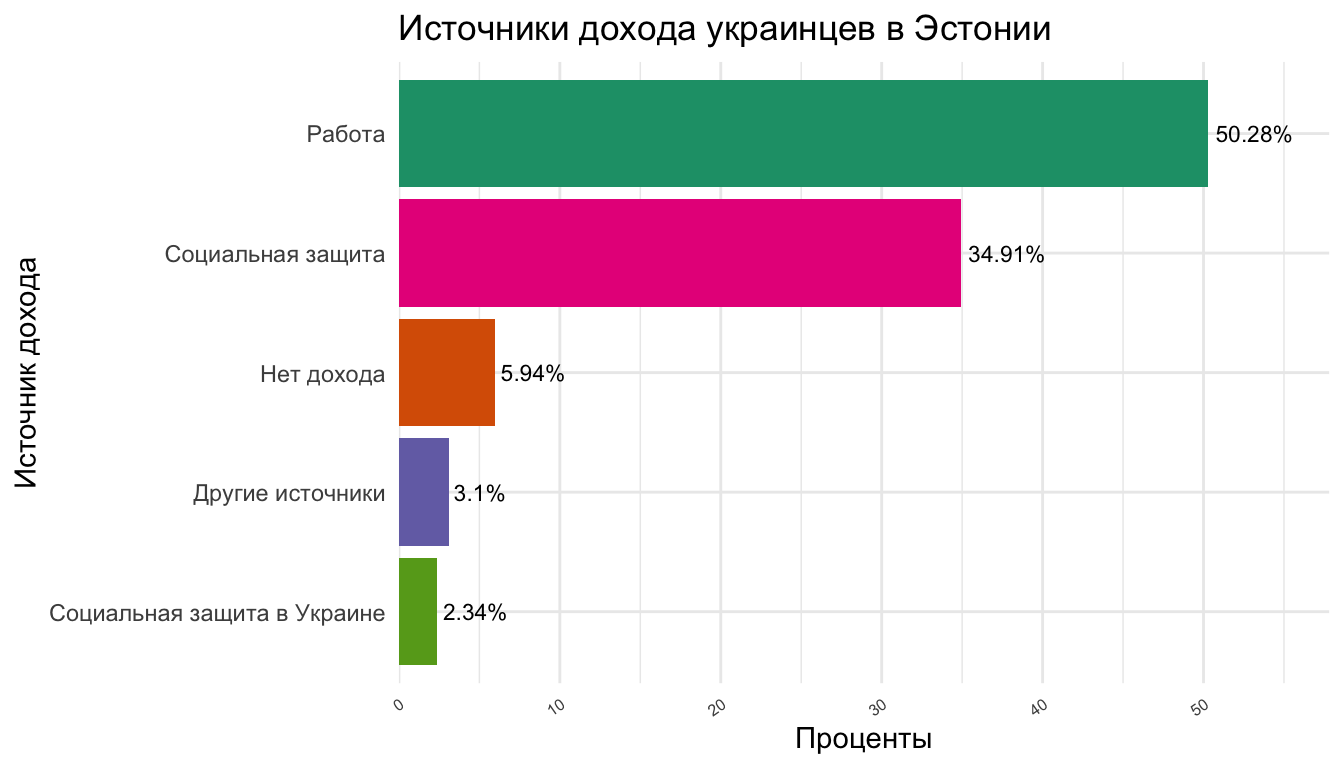 Источники дохода украинцев в Эстонии
Источник дохода
Работа
50.28%
Социальная защита
34.91%
Нет дохода
5.94%
Другие источники
3.1%
Социальная защита в Украине
2.34%
0
10
20
30
40
50
Проценты